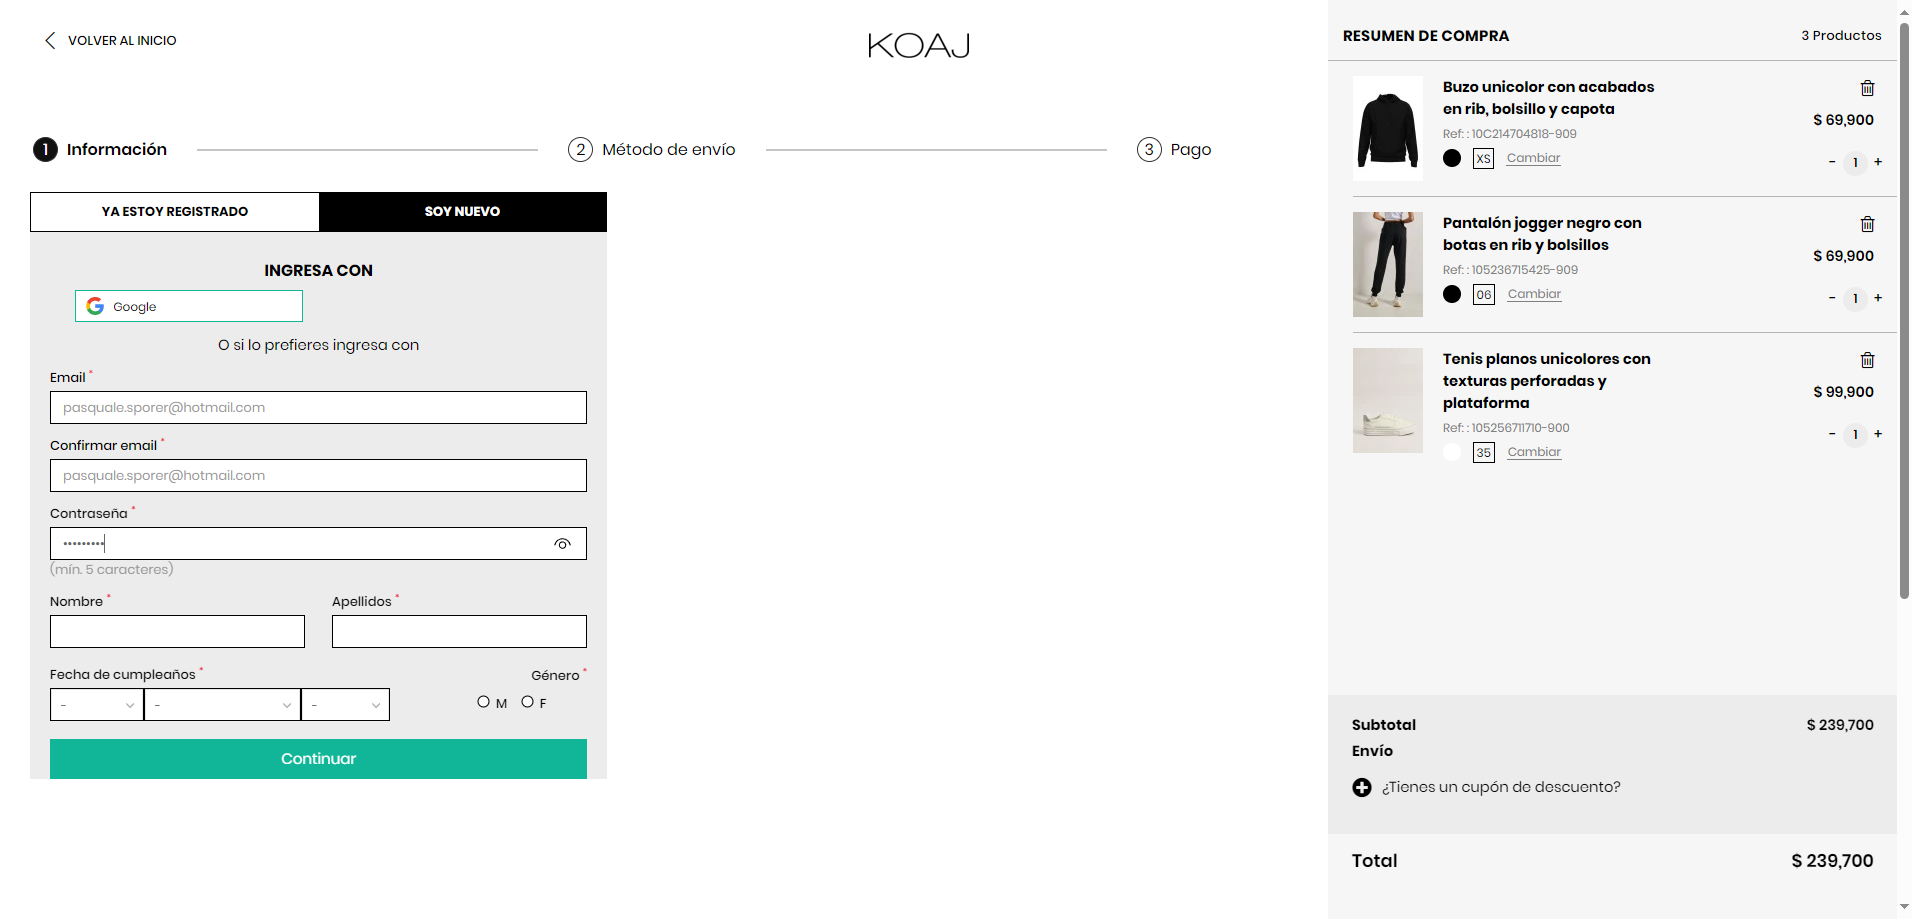 VOLVER AL INICIO
KOAJ
1 Información
2 Método de envío
3 Pago
YA ESTOY REGISTRADO
SOY NUEVO
INGRESA CON
Google
O si lo prefieres ingresa con
Email *
pasquale.sporer@hotmail.com
Confirmar email *
pasquale.sporer@hotmail.com
Contraseña *
•••••••••
(mín. 5 caracteres)
Nombre *
Apellidos *
Fecha de cumpleaños *
Género *
- - -
M F
Continuar
RESUMEN DE COMPRA
3 Productos
Buzo unicolor con acabados
en rib, bolsillo y capota
$ 69,900
Ref: : 10C214704818-909
XS Cambiar
- 1 +
Pantalón jogger negro con
botas en rib y bolsillos
$ 69,900
Ref: : 105236715425-909
06 Cambiar
- 1 +
Tenis planos unicolores con
texturas perforadas y
plataforma
$ 99,900
Ref: : 105256711710-900
35 Cambiar
- 1 +
Subtotal $ 239,700
Envío
¿Tienes un cupón de descuento?
Total $ 239,700